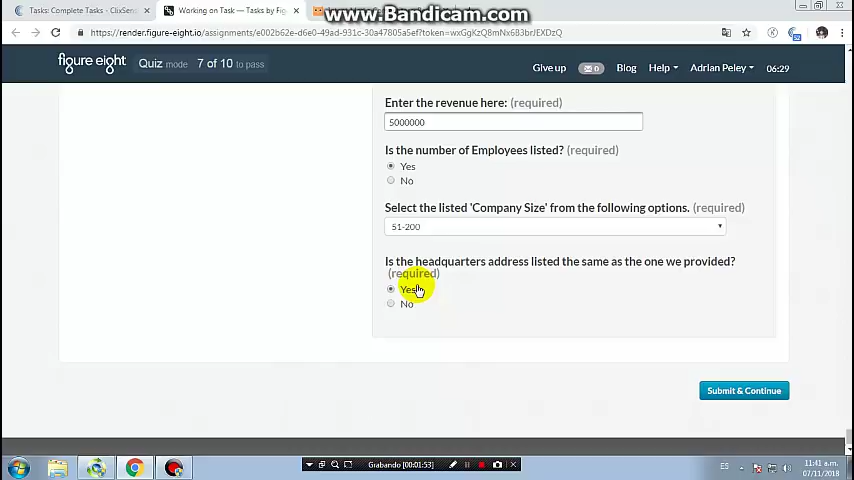 www.Bandicam.com
Tasks: Complete Tasks - ClixSens
Working on Task — Tasks by Fig
https://render.figure-eight.io/assignments/e002b62e-d6e0-49ad-931c-30a47805a5ef?token=wxGgKzQ8mNx6B3brJEXDzQ
figure eight
Quiz mode
7 of 10 to pass
Give up
0
Blog
Help
Adrian Peley
06:29
Enter the revenue here: (required)
5000000
Is the number of Employees listed? (required)
Yes
No
Select the listed 'Company Size' from the following options. (required)
51-200
Is the headquarters address listed the same as the one we provided?
(required)
Yes
No
Submit & Continue
Grabando [00:01:53]
ES
11:41 a.m.
07/11/2018